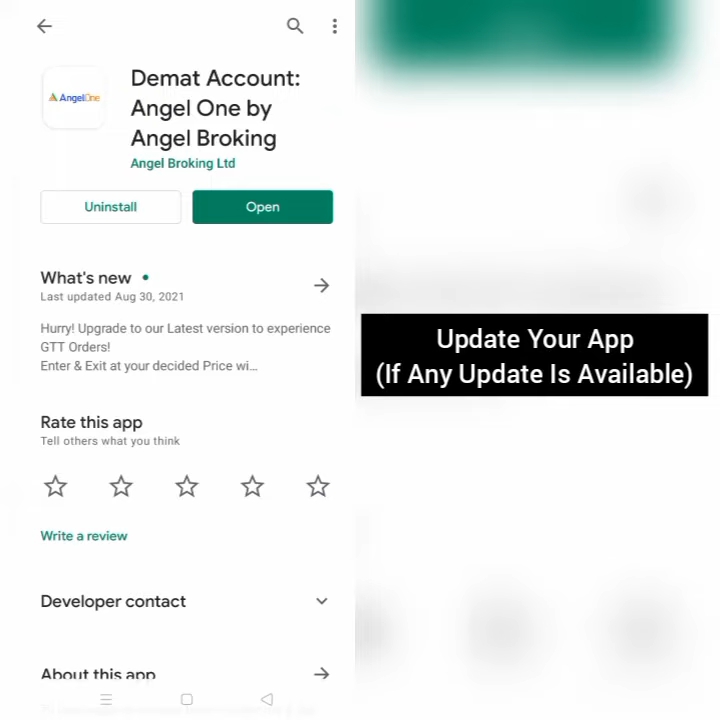 AngelOne
Demat Account:
Angel One by
Angel Broking
Angel Broking Ltd
Uninstall
Open
What's new
Last updated Aug 30, 2021
Hurry! Upgrade to our Latest version to experience
GTT Orders!
Enter & Exit at your decided Price wi...
Rate this app
Tell others what you think
Write a review
Developer contact
About this app
Update Your App
(If Any Update Is Available)